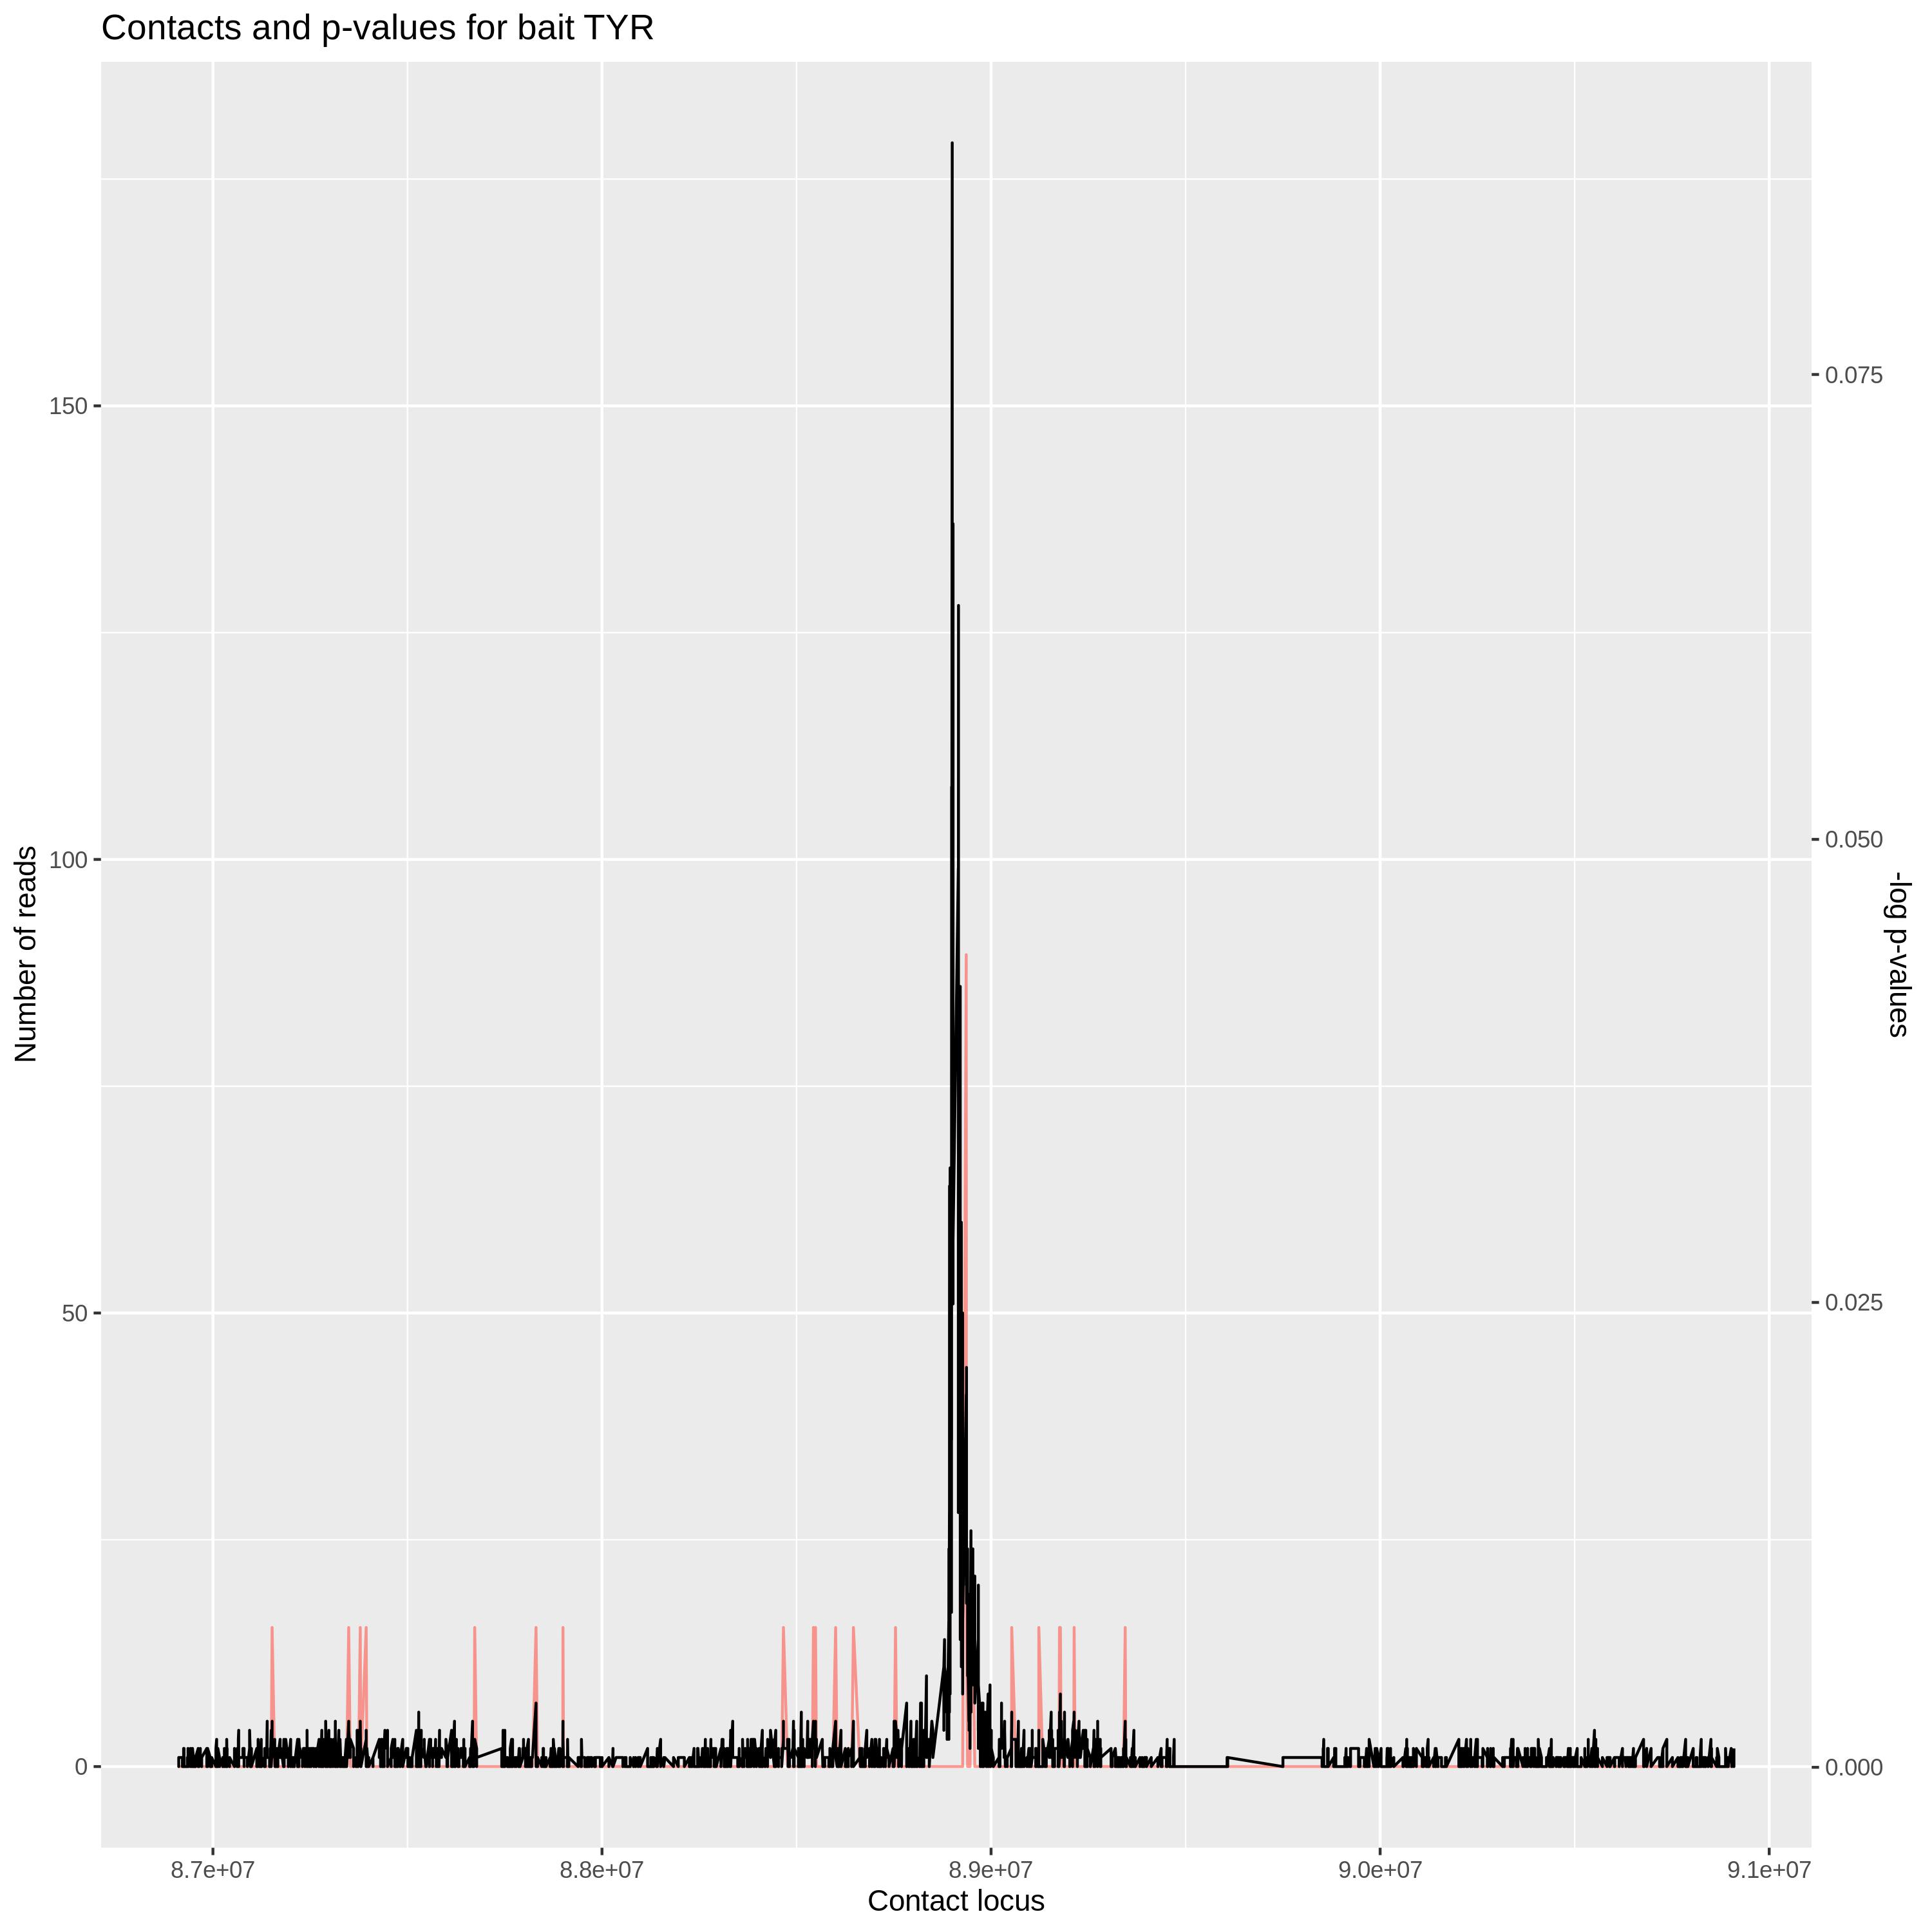 Contacts and p-values for bait TYR
Number of reads
150
100
50
0
0.075
0.050
0.025
0.000
-log p-values
8.7e+07
8.8e+07
8.9e+07
9.0e+07
9.1e+07
Contact locus